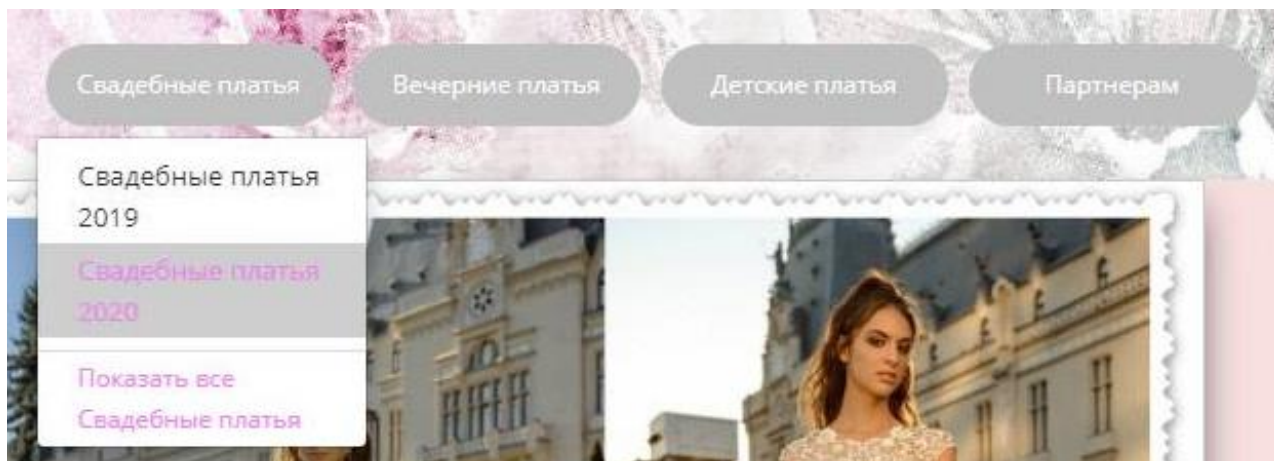 Свадебные платья
Вечерние платья
Детские платья
Партнерам
Свадебные платья
2019
Свадебные платья
2020
Показать все
Свадебные платья